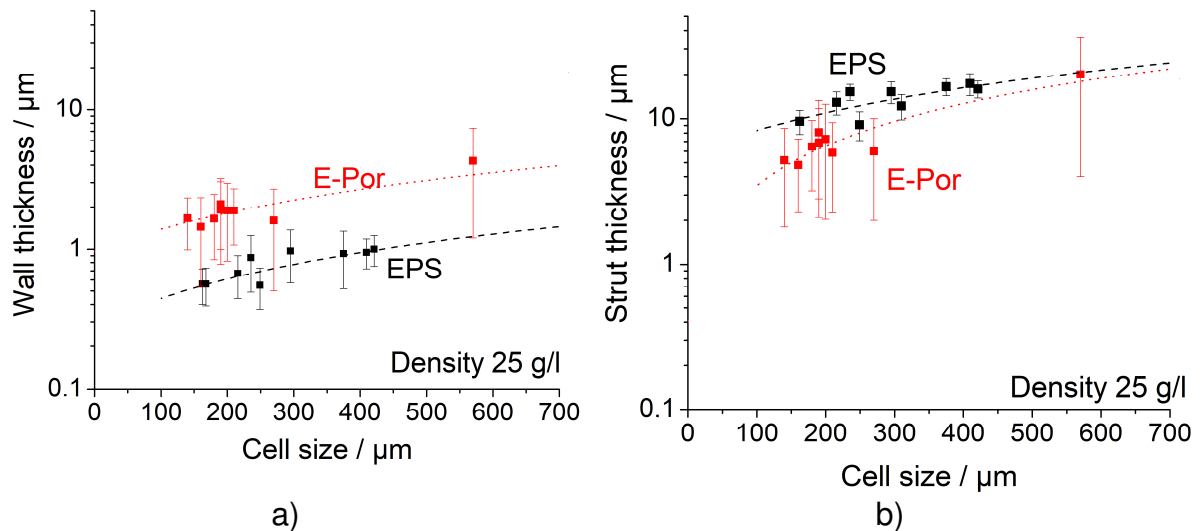 Wall thickness / µm
10
1
0.1
E-Por
EPS
Density 25 g/l
0 100 200 300 400 500 600 700
Cell size / µm
a)
Strut thickness / µm
10
1
0.1
EPS
E-Por
Density 25 g/l
0 100 200 300 400 500 600 700
Cell size / µm
b)